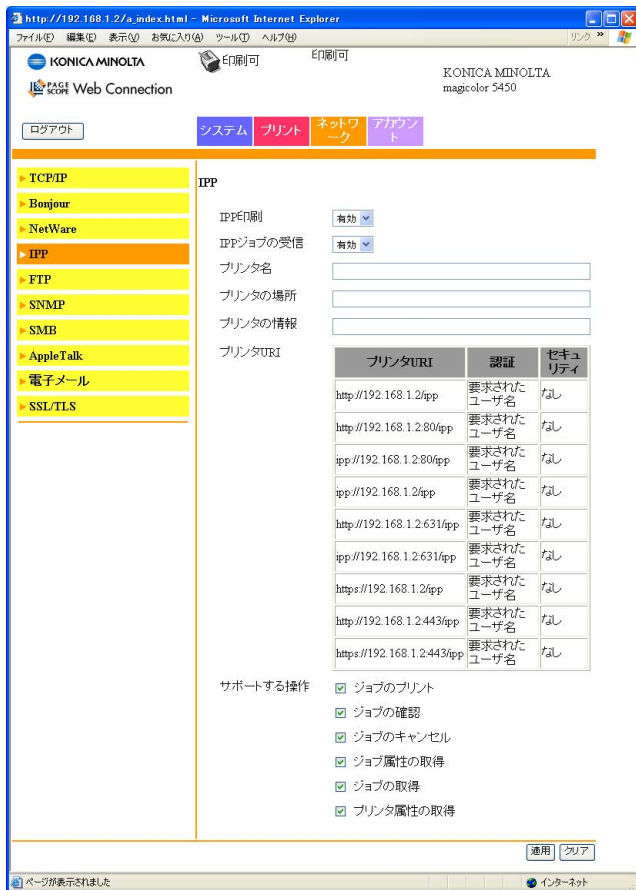 http://192.168.1.2/a_index.html - Microsoft Internet Explorer
ファイル(F) 編集(E) 表示(V) お気に入り(A) ツール(T) ヘルプ(H) リンク »
KONICA MINOLTA
印刷可
印刷可
KONICA MINOLTA
magicolor 5450
PAGE SCOPE Web Connection
ログアウト
システム
プリント
ネットワ
ーク
アカウン
ト
TCP/IP
Bonjour
NetWare
IPP
FTP
SNMP
SMB
AppleTalk
電子メール
SSL/TLS
IPP
IPP印刷 有効
IPPジョブの受信 有効
プリンタ名
プリンタの場所
プリンタの情報
プリンタURI
プリンタURI 認証 セキュ
リティ
http://192.168.1.2/ipp 要求された
ユーザ名 なし
http://192.168.1.2:80/ipp 要求された
ユーザ名 なし
ipp://192.168.1.2:80/ipp 要求された
ユーザ名 なし
ipp://192.168.1.2/ipp 要求された
ユーザ名 なし
http://192.168.1.2:631/ipp 要求された
ユーザ名 なし
ipp://192.168.1.2:631/ipp 要求された
ユーザ名 なし
https://192.168.1.2/ipp 要求された
ユーザ名 なし
http://192.168.1.2:443/ipp 要求された
ユーザ名 なし
https://192.168.1.2:443/ipp 要求された
ユーザ名 なし
サポートする操作
ジョブのプリント
ジョブの確認
ジョブのキャンセル
ジョブ属性の取得
ジョブの取得
プリンタ属性の取得
適用 クリア
ページが表示されました インターネット